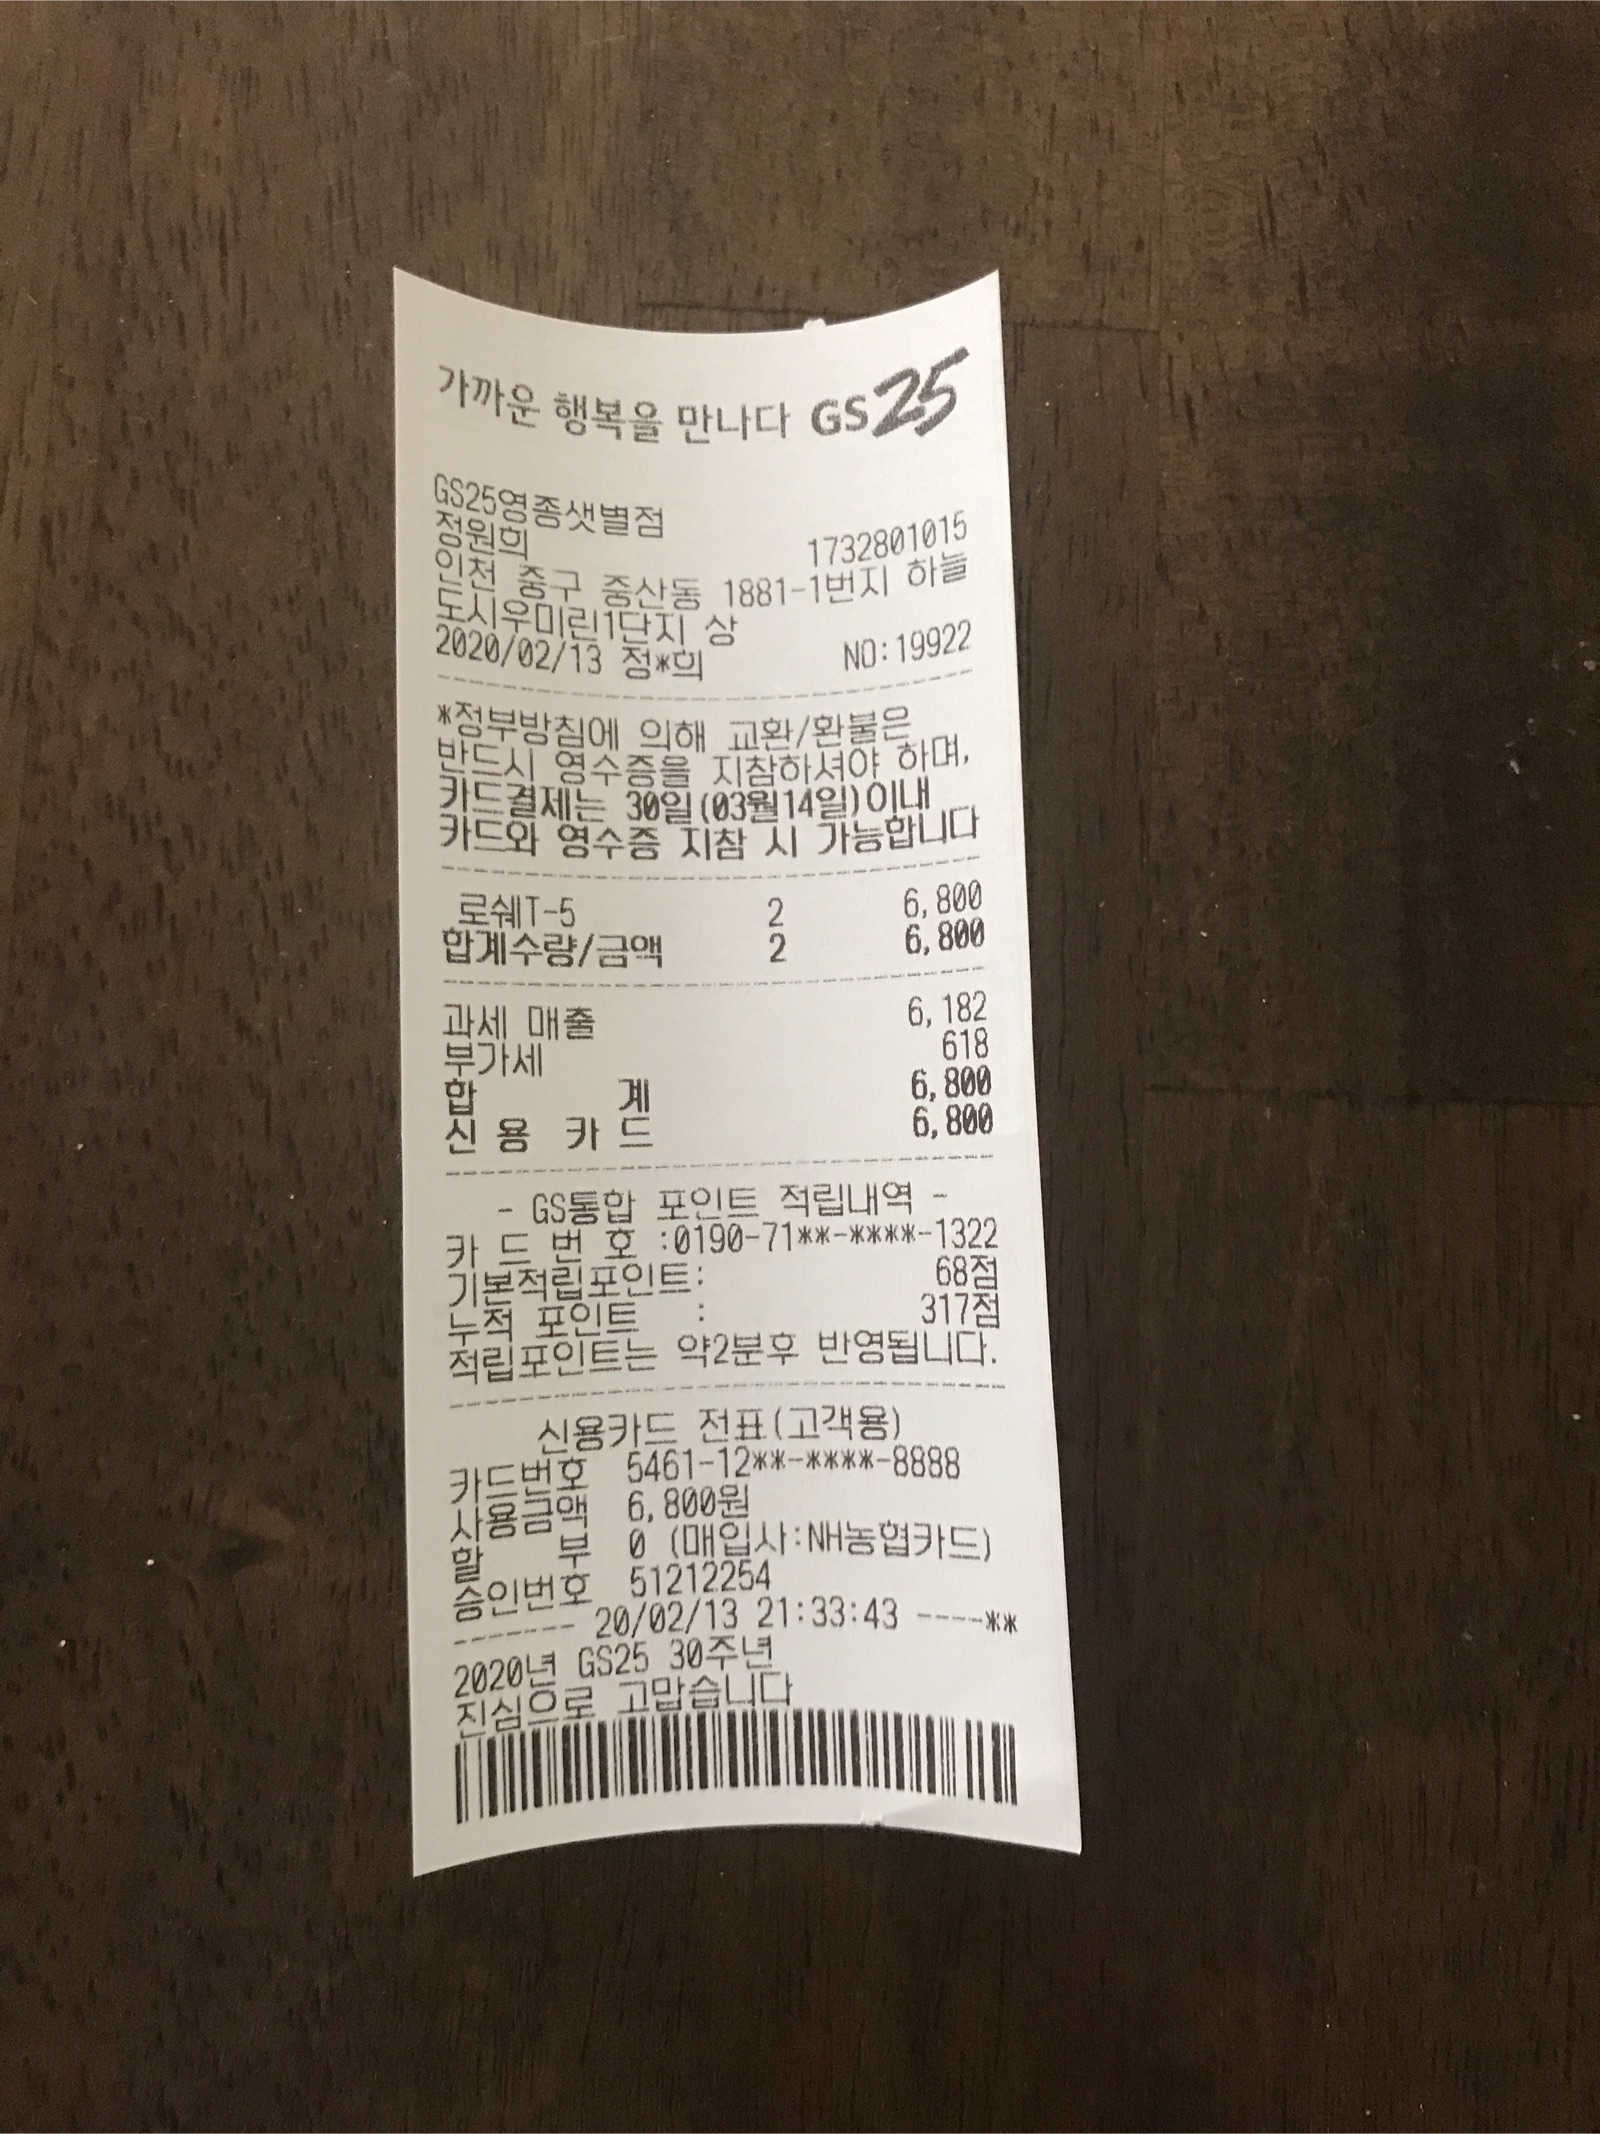 가까운 행복을 만나다 GS25
GS25영종샛별점
정원희 1732801015
인천 중구 중산동 1881-1번지 하늘
도시우미린1단지 상
2020/02/13 정*희 NO:19922
*정부방침에 의해 교환/환불은
반드시 영수증을 지참하셔야 하며,
카드결제는 30일(03월14일)이내
카드와 영수증 지참 시 가능합니다
로쉐T-5 2 6,800
합계수량/금액 2 6,800
과세 매출 6,182
부가세 618
합 계 6,800
신 용 카 드 6,800
- GS통합 포인트 적립내역 -
카 드 번 호 :0190-71**-****-1322
기본적립포인트: 68점
누적 포인트 : 317점
적립포인트는 약2분후 반영됩니다.
신용카드 전표(고객용)
카드번호 5461-12**-****-8888
사용금액 6,800원
할 부 0 (매입사:NH농협카드)
승인번호 51212254
------- 20/02/13 21:33:43 ----**
2020년 GS25 30주년
진심으로 고맙습니다